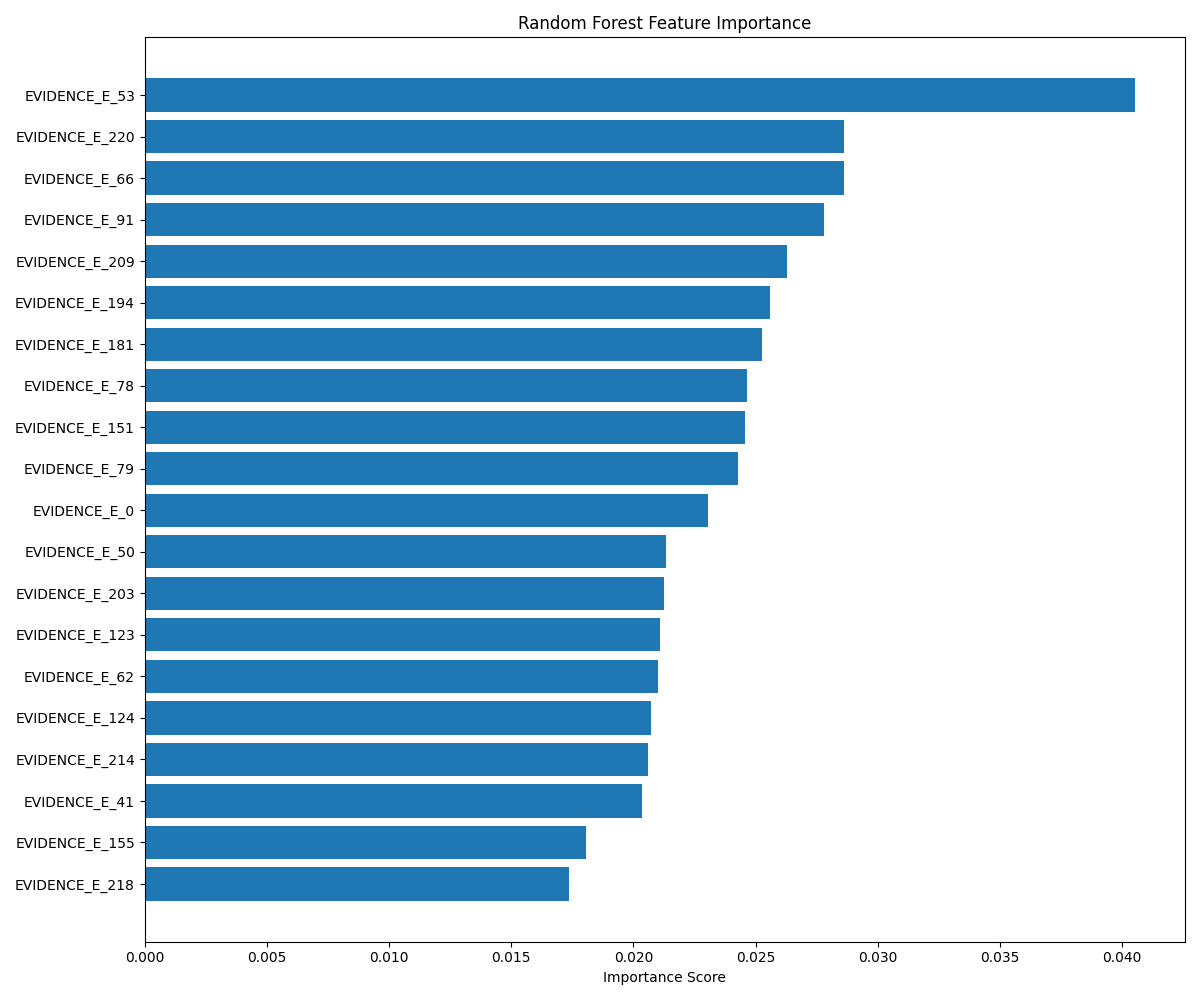 Random Forest Feature Importance
EVIDENCE_E_53
EVIDENCE_E_220
EVIDENCE_E_66
EVIDENCE_E_91
EVIDENCE_E_209
EVIDENCE_E_194
EVIDENCE_E_181
EVIDENCE_E_78
EVIDENCE_E_151
EVIDENCE_E_79
EVIDENCE_E_0
EVIDENCE_E_50
EVIDENCE_E_203
EVIDENCE_E_123
EVIDENCE_E_62
EVIDENCE_E_124
EVIDENCE_E_214
EVIDENCE_E_41
EVIDENCE_E_155
EVIDENCE_E_218
0.000 0.005 0.010 0.015 0.020 0.025 0.030 0.035 0.040
Importance Score